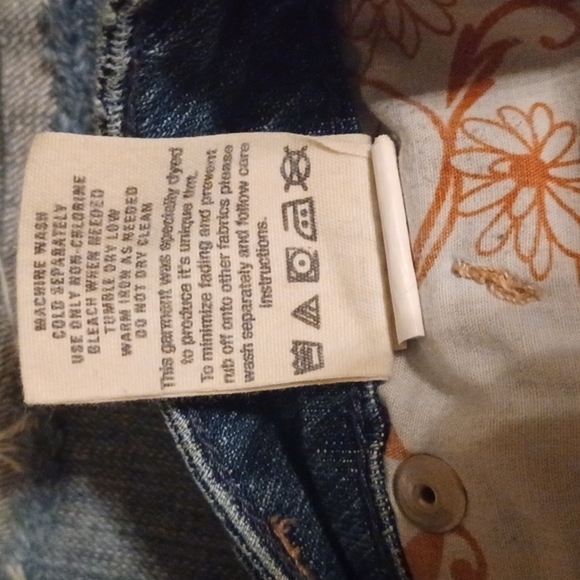 MACHINE WASH
COLD SEPARATELY
USE ONLY NON-CHLORINE
BLEACH WHEN NEEDED
TUMBLE DRY LOW
WARM IRON AS NEEDED
DO NOT DRY CLEAN
This garment was specially dyed
to produce it's unique tint.
To minimize fading and prevent
rub off onto other fabrics please
wash separately and follow care
instructions.